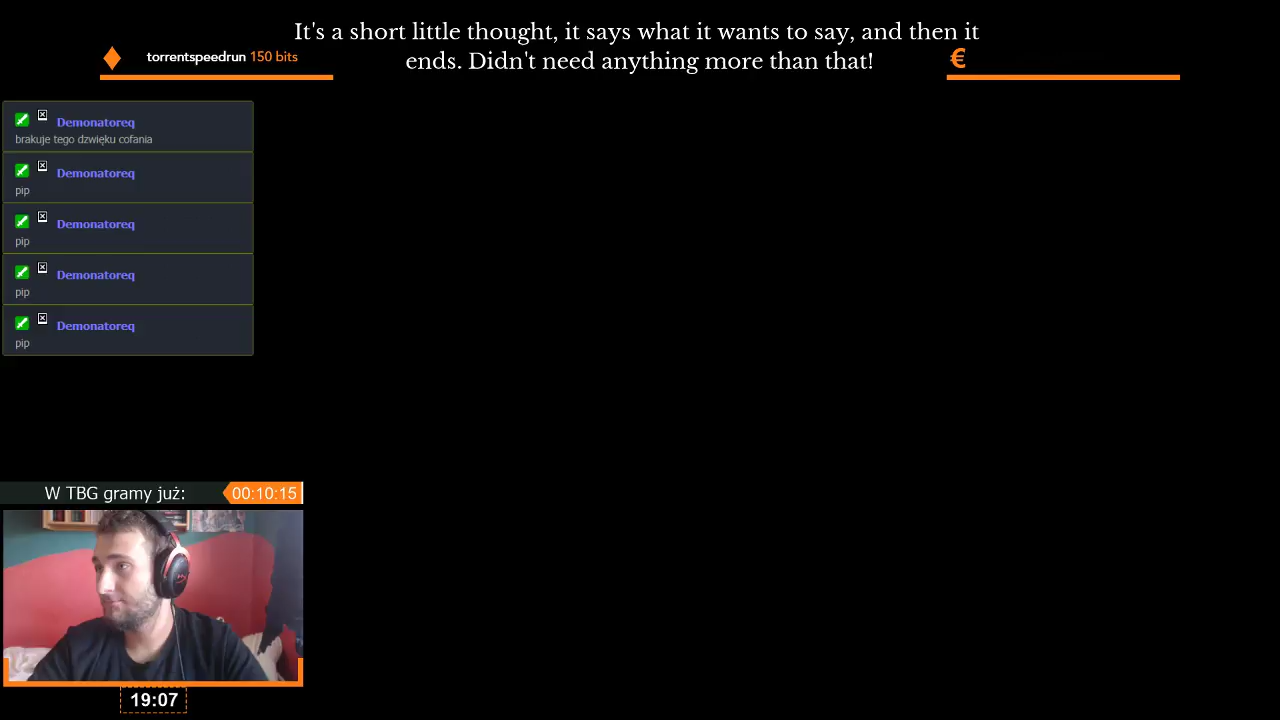 It's a short little thought, it says what it wants to say, and then it
ends. Didn't need anything more than that!
torrentspeedrun 150 bits
€
Demonatoreq
brakuje tego dzwięku cofania
Demonatoreq
pip
Demonatoreq
pip
Demonatoreq
pip
Demonatoreq
pip
W TBG gramy już: 00:10:15
19:07